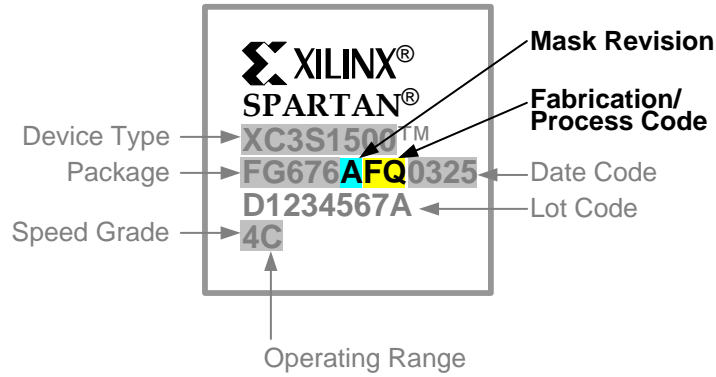 XILINX®
SPARTAN®
XC3S1500™
FG676AFQ0325
D1234567A
4C
Device Type
Package
Speed Grade
Operating Range
Mask Revision
Fabrication/
Process Code
Date Code
Lot Code